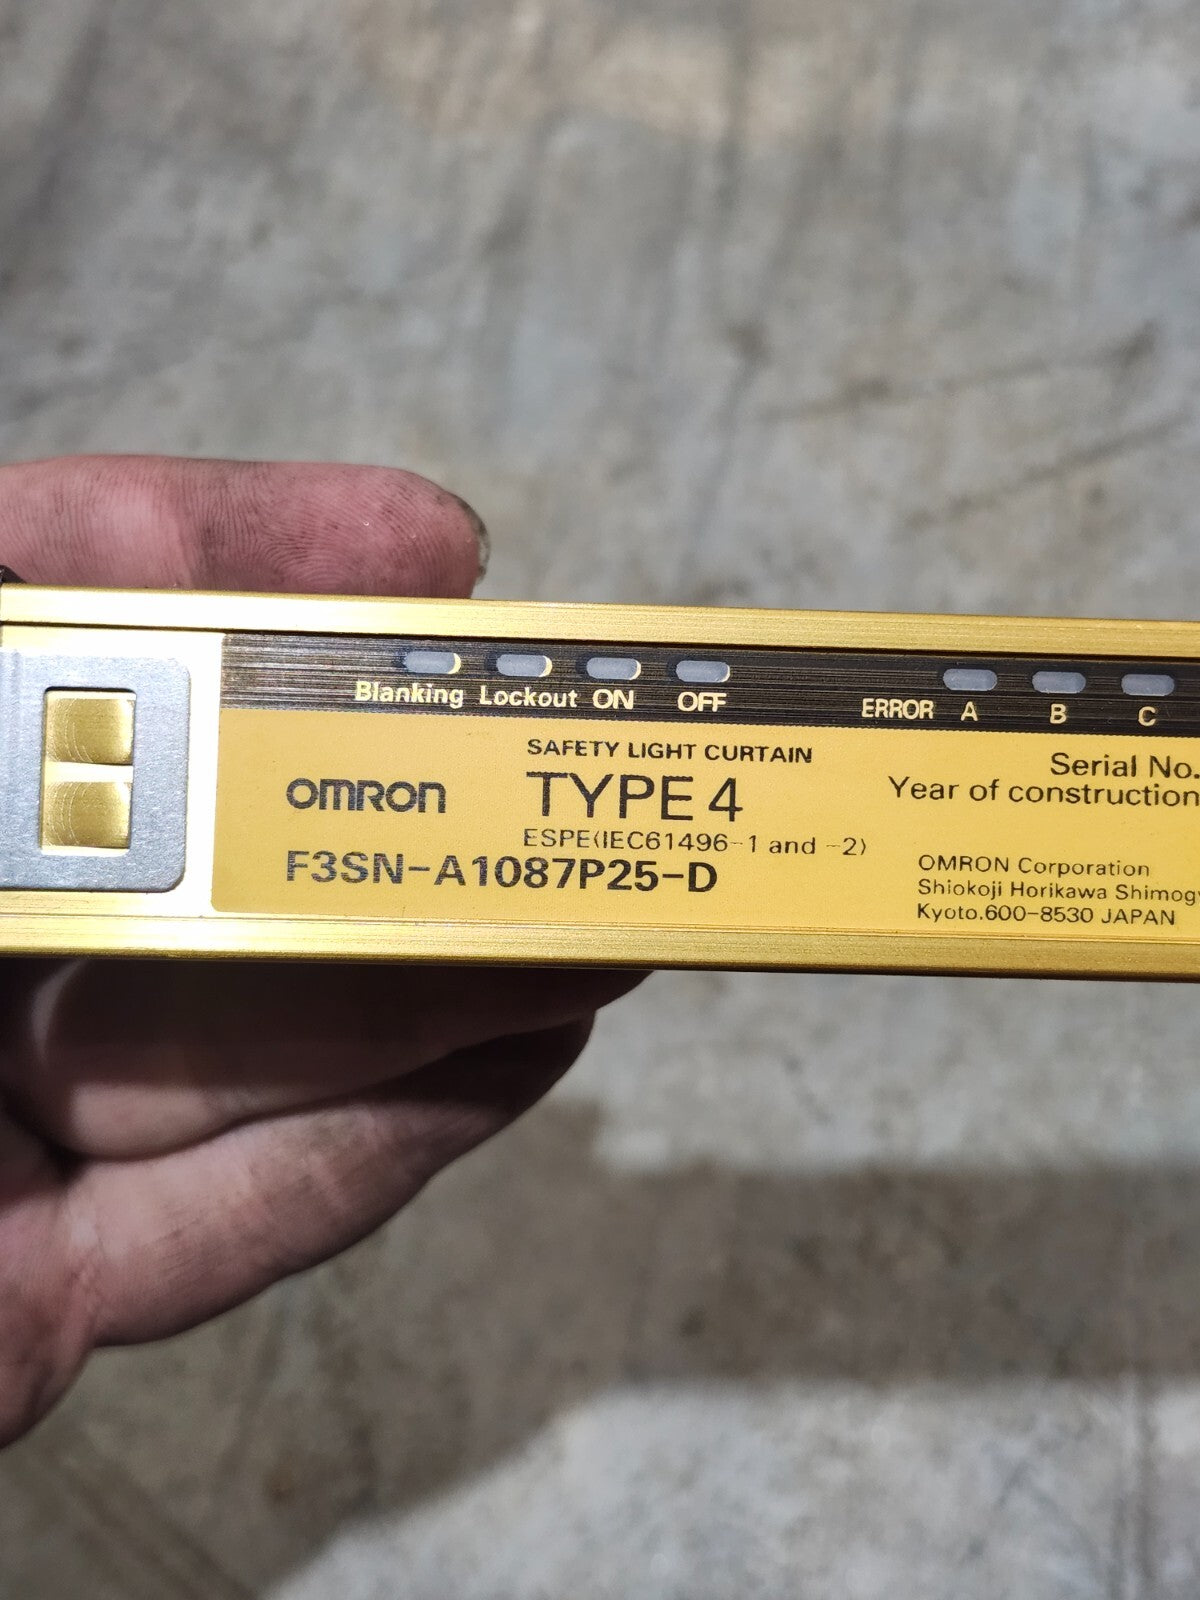 Blanking Lockout ON OFF ERROR A B C
SAFETY LIGHT CURTAIN
OMRON TYPE 4
ESPE(IEC61496-1 and -2)
F3SN-A1087P25-D
Serial No.
Year of construction
OMRON Corporation
Shiokoji Horikawa Shimogy
Kyoto.600-8530 JAPAN